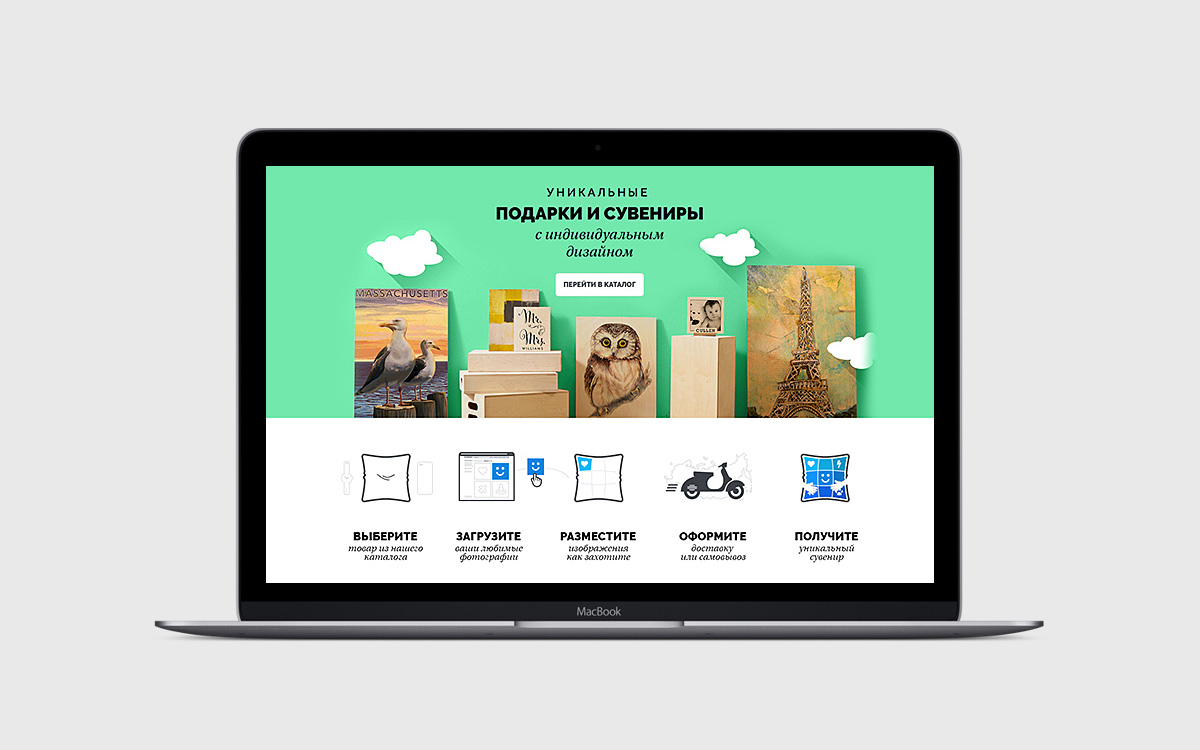 УНИКАЛЬНЫЕ
ПОДАРКИ И СУВЕНИРЫ
с индивидуальным
дизайном
ПЕРЕЙТИ В КАТАЛОГ
MASSACHUSETTS
Mr.
&
Mrs.
WILLIAMS
CULLEN
ВЫБЕРИТЕ
товар из нашего
каталога
ЗАГРУЗИТЕ
ваши любимые
фотографии
РАЗМЕСТИТЕ
изображения
как захотите
ОФОРМИТЕ
доставку
или самовывоз
ПОЛУЧИТЕ
уникальный
сувенир
MacBook